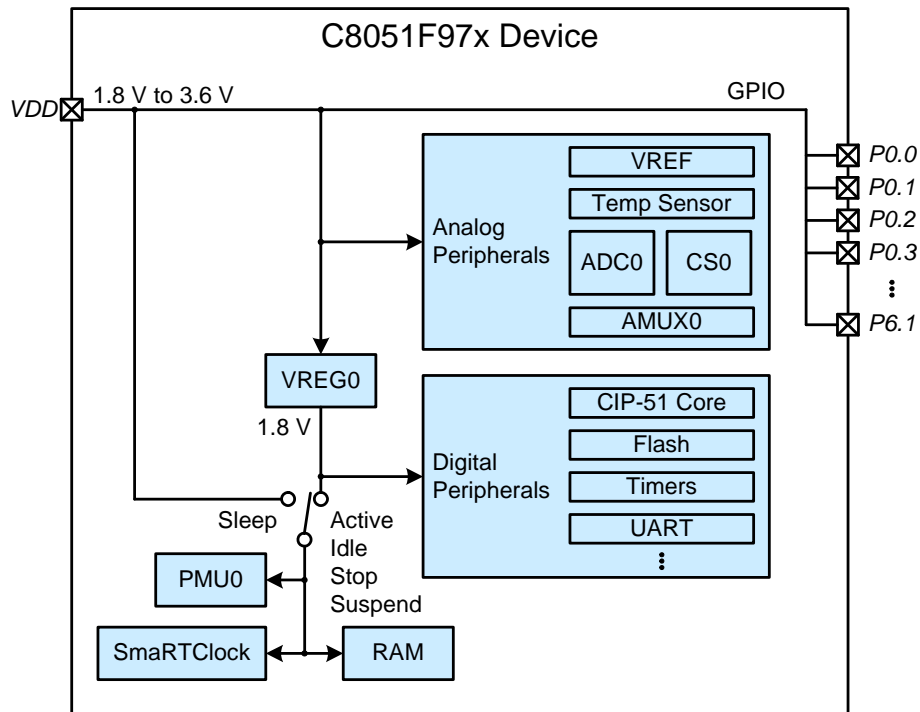 C8051F97x Device
VDD
1.8 V to 3.6 V
GPIO
P0.0
P0.1
P0.2
P0.3
P6.1
Analog
Peripherals
VREF
Temp Sensor
ADC0
CS0
AMUX0
VREG0
1.8 V
Digital
Peripherals
CIP-51 Core
Flash
Timers
UART
Sleep
Active
Idle
Stop
Suspend
PMU0
SmaRTClock
RAM